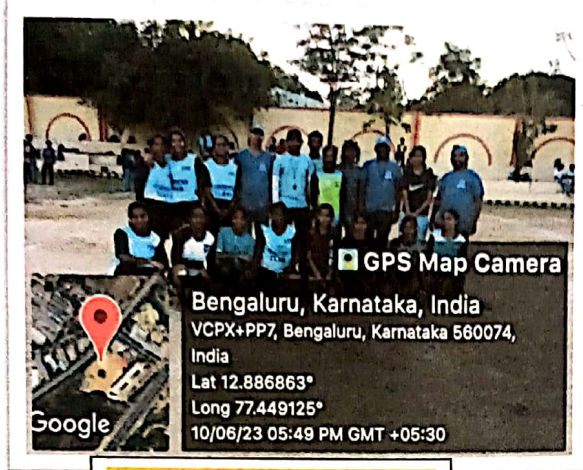 GPS Map Camera
Bengaluru, Karnataka, India
VCPX+PP7, Bengaluru, Karnataka 560074,
India
Lat 12.886863°
Long 77.449125°
10/06/23 05:49 PM GMT +05:30
Google